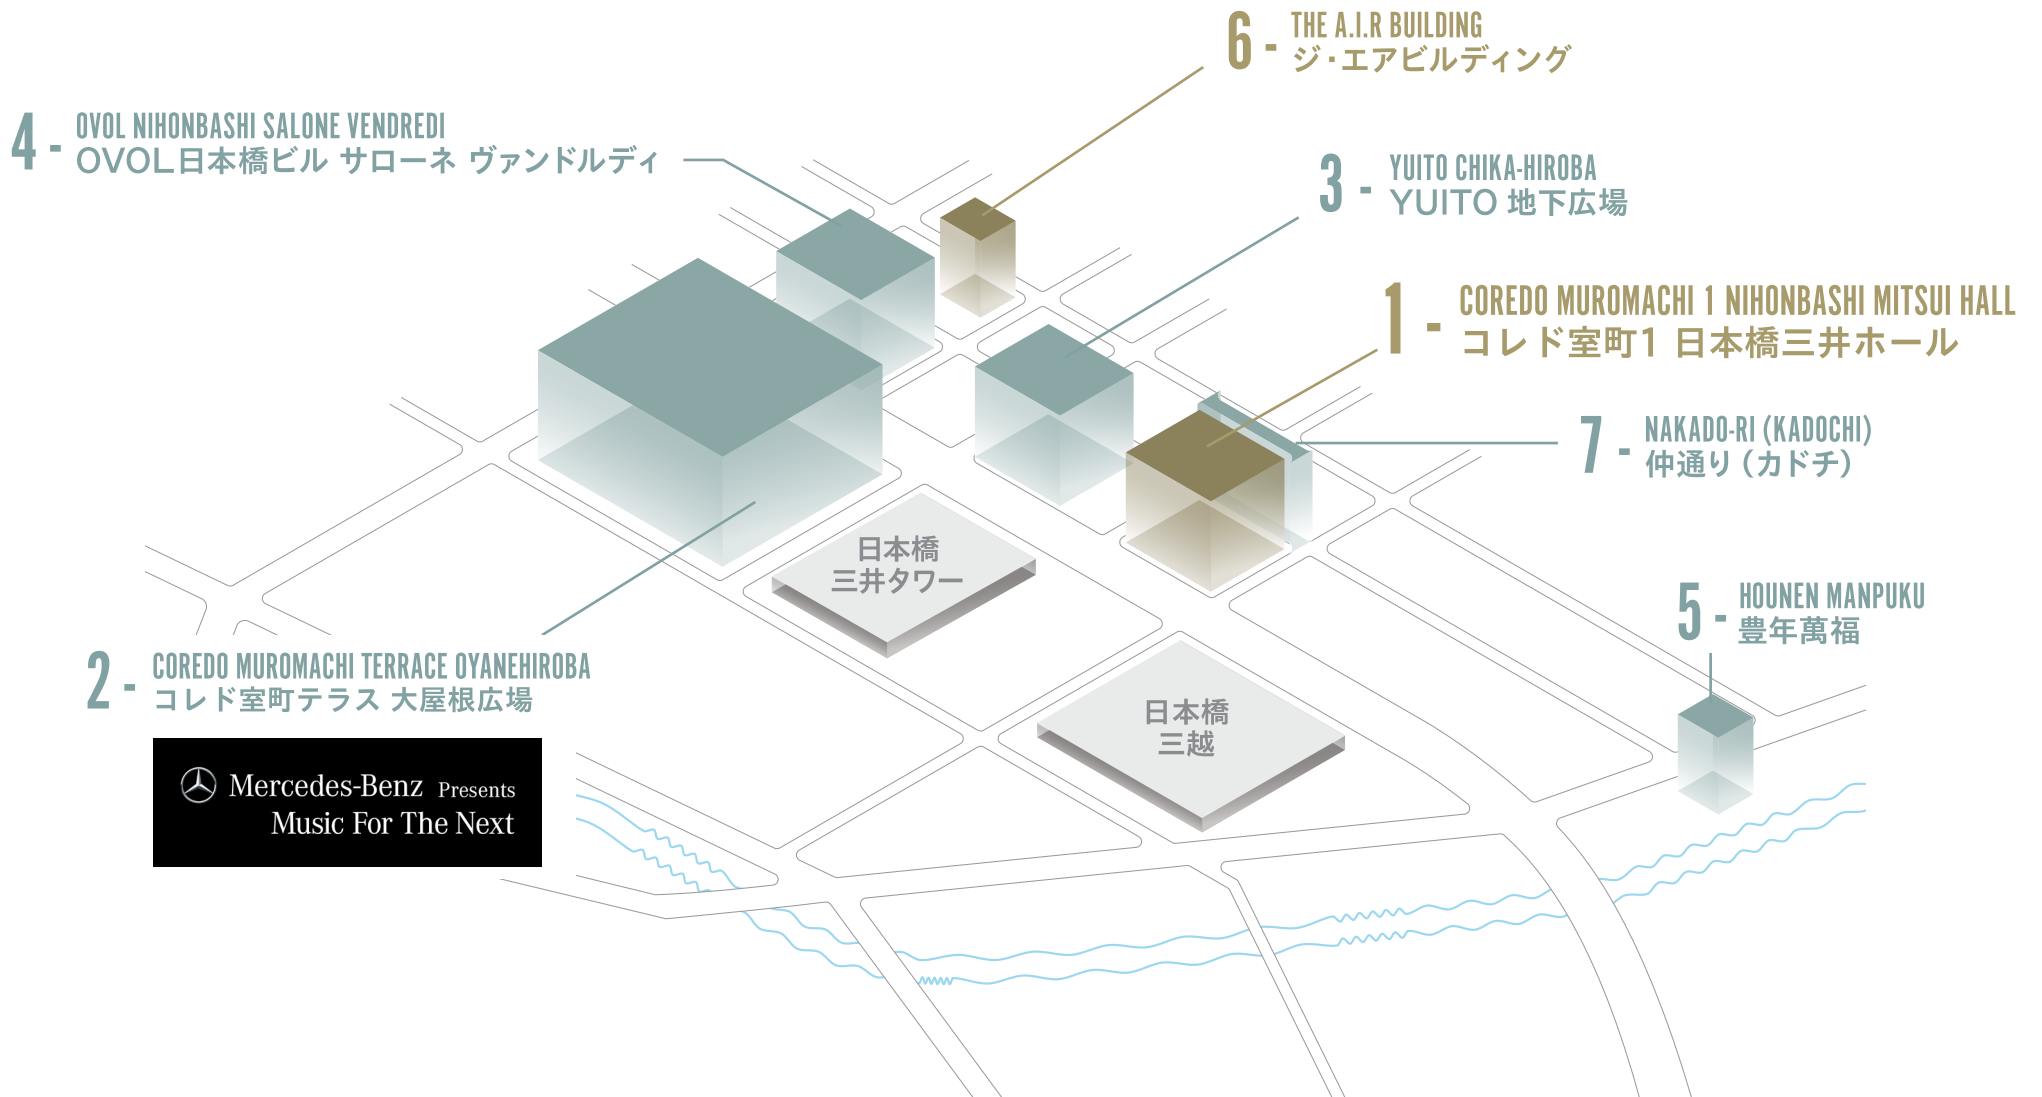 6 - THE A.I.R BUILDING
ジ・エアビルディング
4 - OVOL NIHONBASHI SALONE VENDREDI
OVOL日本橋ビル サローネ ヴァンドルディ
3 - YUITO CHIKA-HIROBA
YUITO 地下広場
1 - COREDO MUROMACHI 1 NIHONBASHI MITSUI HALL
コレド室町1 日本橋三井ホール
7 - NAKADO-RI (KADOCHI)
仲通り（カドチ）
日本橋
三井タワー
5 - HOUNEN MANPUKU
豊年萬福
2 - COREDO MUROMACHI TERRACE OYANEHIROBA
コレド室町テラス 大屋根広場
日本橋
三越
Mercedes-Benz Presents
Music For The Next